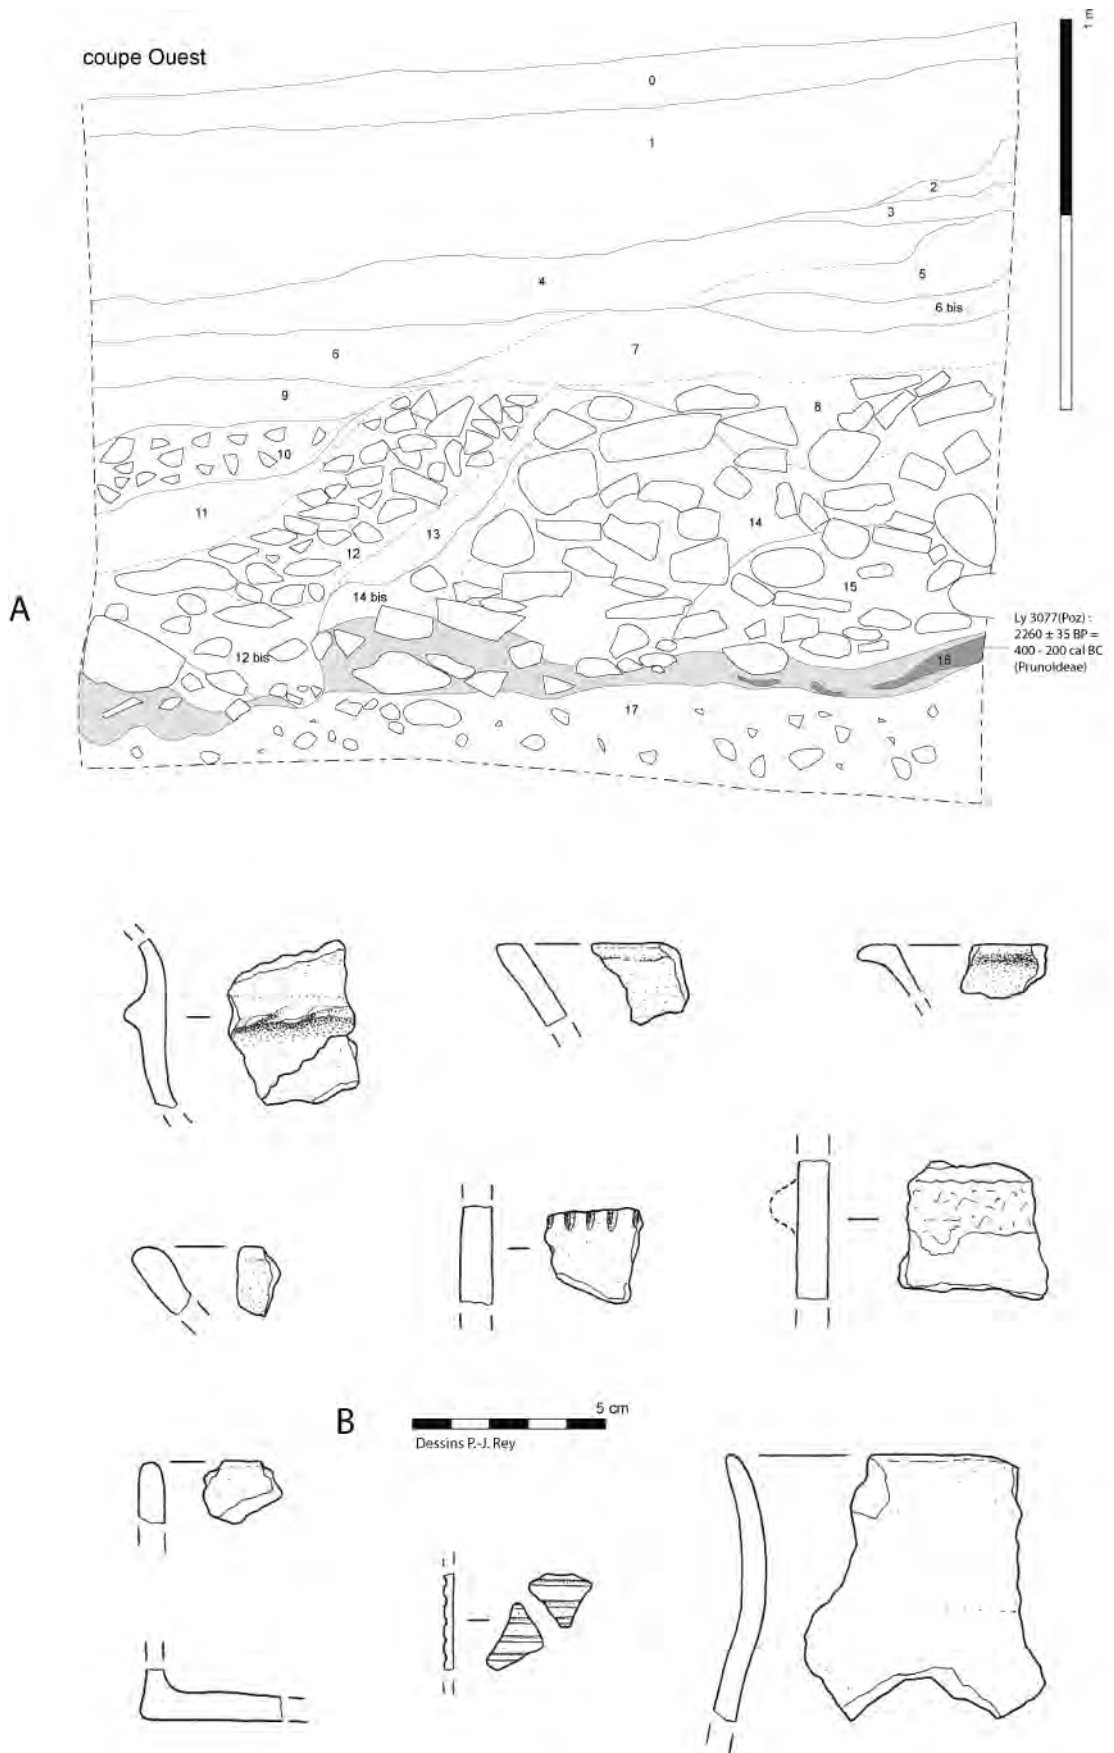 coupe Ouest
1 m
0
1
2
3
4
5
6 bis
6
7
8
9
10
11
12
13
14
15
14 bis
12 bis
16
17
A
Ly 3077(Poz) :
2260 ± 35 BP =
400 - 200 cal BC
(Prunoïdeae)
B
5 cm
Dessins P.-J. Rey